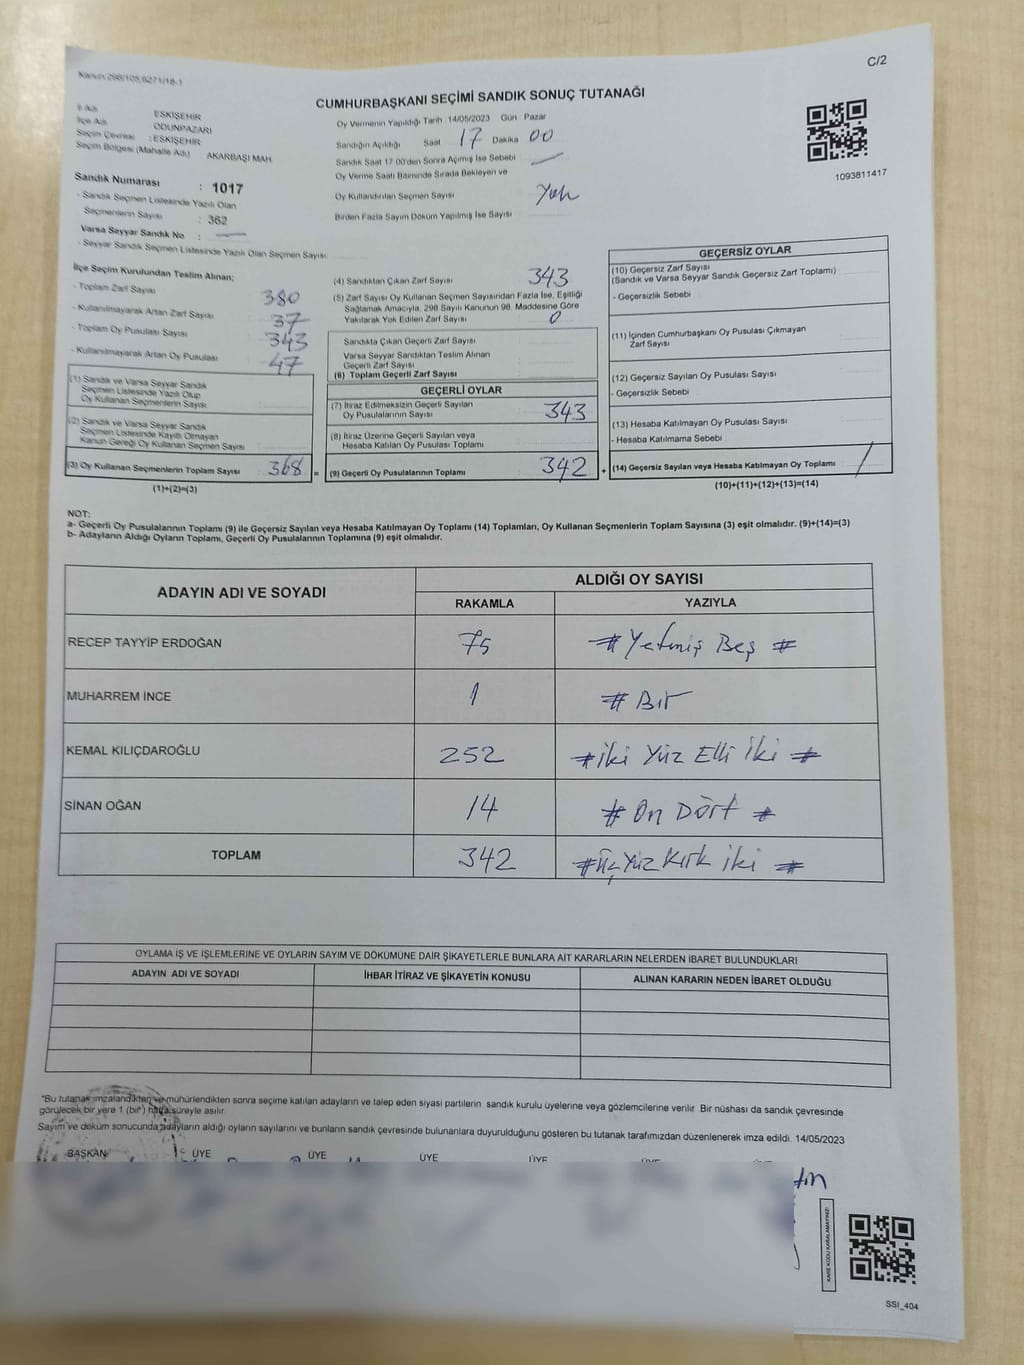 C/2
Kanun 298/105,6271/18-1
CUMHURBAŞKANI SEÇİMİ SANDIK SONUÇ TUTANAĞI
İl Adı ESKİŞEHİR
İlçe Adı ODUNPAZARI
Seçim Çevresi : ESKİŞEHİR
Seçim Bölgesi (Mahalle Adı) AKARBAŞI MAH
Sandık Numarası : 1017
- Sandık Seçmen Listesinde Yazılı Olan
Seçmenlerin Sayısı : 362
Varsa Seyyar Sandık No :
- Seyyar Sandık Seçmen Listesinde Yazılı Olan Seçmen Sayısı
Oy Vermenin Yapıldığı Tarih :14/05/2023 Gün Pazar
Sandığın Açıldığı Saat 17 Dakika 00
Sandık Saat 17:00'den Sonra Açımış İse Sebebi
Oy Verme Saati Bitiminde Sırada Bekleyen ve
Oy Kullandırılan Seçmen Sayısı Yok
Birden Fazla Sayım Döküm Yapılmış İse Sayısı
1093811417
İlçe Seçim Kurulundan Teslim Alınan;
- Toplam Zarf Sayısı 380
- Kullanılmayarak Artan Zarf Sayısı 37
- Toplam Oy Pusulası Sayısı 343
- Kullanılmayarak Artan Oy Pusulası 47
(1) Sandık ve Varsa Seyyar Sandık
Seçmen Listesinde Yazılı Olup
Oy Kullanan Seçmenlerin Sayısı
(2) Sandık ve Varsa Seyyar Sandık
Seçmen Listesinde Kayıtlı Olmayan
Kanun Gereği Oy Kullanan Seçmen Sayısı
(3) Oy Kullanan Seçmenlerin Toplam Sayısı 368 =
(1)+(2)=(3)
(4) Sandıktan Çıkan Zarf Sayısı 343
(5) Zarf Sayısı Oy Kullanan Seçmen Sayısından Fazla İse, Eşitliği
Sağlamak Amacıyla, 298 Sayılı Kanunun 98. Maddesine Göre
Yakılarak Yok Edilen Zarf Sayısı 0
Sandıkta Çıkan Geçerli Zarf Sayısı
Varsa Seyyar Sandıktan Teslim Alınan
Geçerli Zarf Sayısı
(6) Toplam Geçerli Zarf Sayısı
GEÇERLİ OYLAR
(7) İtiraz Edilmeksizin Geçerli Sayılan
Oy Pusulalarının Sayısı 343
(8) İtiraz Üzerine Geçerli Sayılan veya
Hesaba Katılan Oy Pusulası Toplamı
(9) Geçerli Oy Pusulalarının Toplamı 342 +
GEÇERSİZ OYLAR
(10) Geçersiz Zarf Sayısı
(Sandık ve Varsa Seyyar Sandık Geçersiz Zarf Toplamı)
- Geçersizlik Sebebi
(11) İçinden Cumhurbaşkanı Oy Pusulası Çıkmayan
Zarf Sayısı
(12) Geçersiz Sayılan Oy Pusulası Sayısı
- Geçersizlik Sebebi
(13) Hesaba Katılmayan Oy Pusulası Sayısı
- Hesaba Katılmama Sebebi
(14) Geçersiz Sayılan veya Hesaba Katılmayan Oy Toplamı /
(10)+(11)+(12)+(13)=(14)
NOT:
a- Geçerli Oy Pusulalarının Toplamı (9) ile Geçersiz Sayılan veya Hesaba Katılmayan Oy Toplamı (14) Toplamları, Oy Kullanan Seçmenlerin Toplam Sayısına (3) eşit olmalıdır. (9)+(14)=(3)
b- Adayların Aldığı Oyların Toplamı, Geçerli Oy Pusulalarının Toplamına (9) eşit olmalıdır.
ADAYIN ADI VE SOYADI ALDIĞI OY SAYISI
RAKAMLA YAZIYLA
RECEP TAYYİP ERDOĞAN 75 # Yetmiş Beş #
MUHARREM İNCE 1 # Bir
KEMAL KILIÇDAROĞLU 252 # İki Yüz Elli İki #
SİNAN OĞAN 14 # On Dört #
TOPLAM 342 # Üç Yüz Kırk İki #
OYLAMA İŞ VE İŞLEMLERİNE VE OYLARIN SAYIM VE DÖKÜMÜNE DAİR ŞİKAYETLERLE BUNLARA AİT KARARLARIN NELERDEN İBARET BULUNDUKLARI
ADAYIN ADI VE SOYADI İHBAR İTİRAZ VE ŞİKAYETİN KONUSU ALINAN KARARIN NEDEN İBARET OLDUĞU
"Bu tutanak imzalandıktan ve mühürlendikten sonra seçime katılan adayların ve talep eden siyasi partilerin sandık kurulu üyelerine veya gözlemcilerine verilir. Bir nüshası da sandık çevresinde
görülecek bir yere 1 (bir) hafta süreyle asılır.
Sayım ve döküm sonucunda adayların aldığı oyların sayılarını ve bunların sandık çevresinde bulunanlara duyurulduğunu gösteren bu tutanak tarafımızdan düzenlenerek imza edildi. 14/05/2023
BAŞKAN ÜYE ÜYE ÜYE ÜYE
KARE KODU KARALAMAYINIZ!
SSI_404